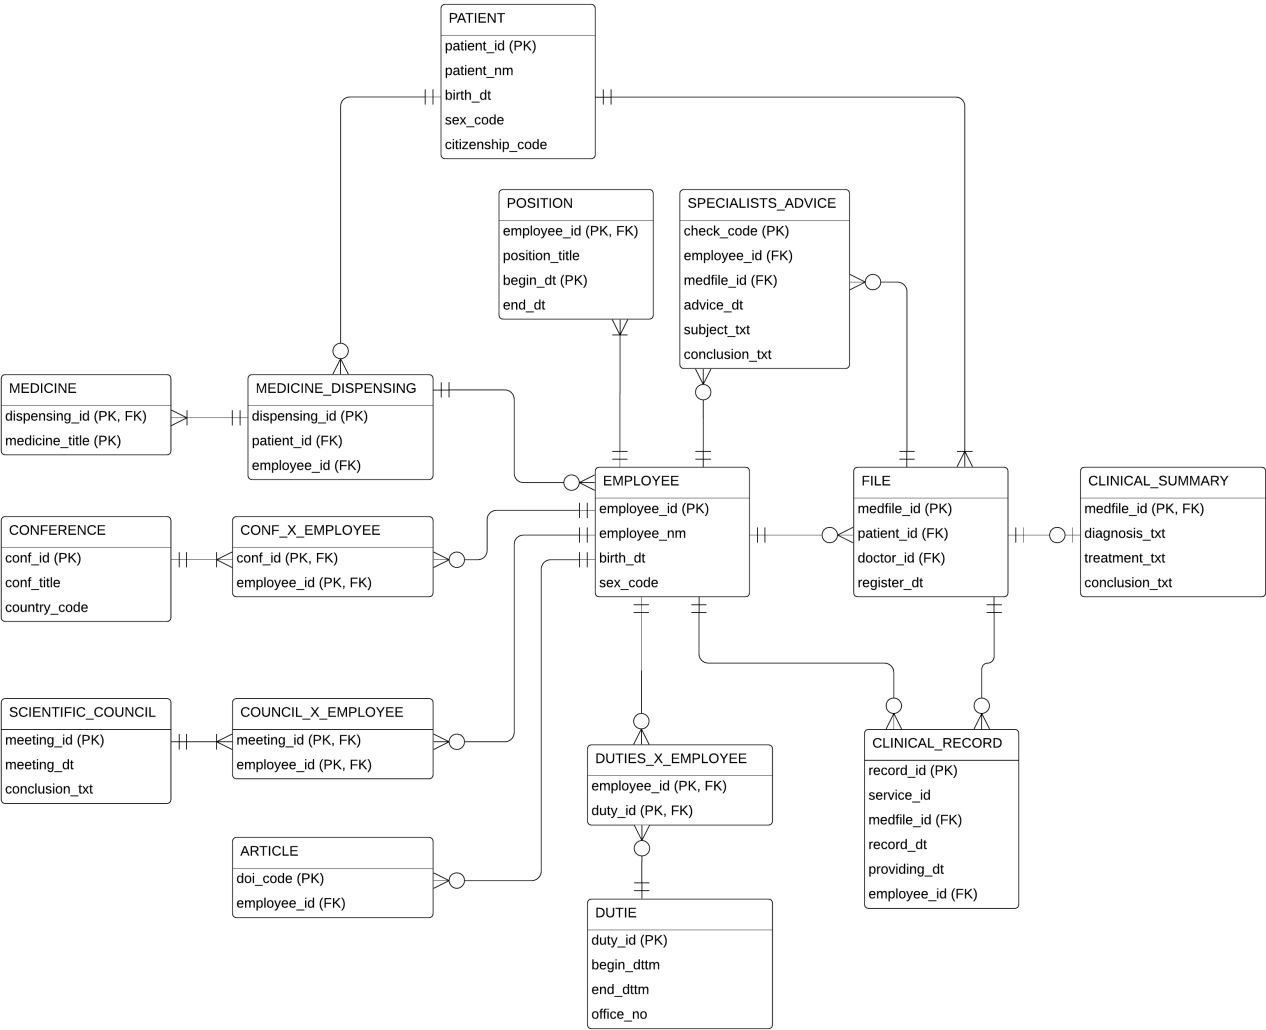 PATIENT
patient_id (PK)
patient_nm
birth_dt
sex_code
citizenship_code
POSITION
employee_id (PK, FK)
position_title
begin_dt (PK)
end_dt
SPECIALISTS_ADVICE
check_code (PK)
employee_id (FK)
medfile_id (FK)
advice_dt
subject_txt
conclusion_txt
MEDICINE
dispensing_id (PK, FK)
medicine_title (PK)
MEDICINE_DISPENSING
dispensing_id (PK)
patient_id (FK)
employee_id (FK)
EMPLOYEE
employee_id (PK)
employee_nm
birth_dt
sex_code
FILE
medfile_id (PK)
patient_id (FK)
doctor_id (FK)
register_dt
CLINICAL_SUMMARY
medfile_id (PK, FK)
diagnosis_txt
treatment_txt
conclusion_txt
CONFERENCE
conf_id (PK)
conf_title
country_code
CONF_X_EMPLOYEE
conf_id (PK, FK)
employee_id (PK, FK)
SCIENTIFIC_COUNCIL
meeting_id (PK)
meeting_dt
conclusion_txt
COUNCIL_X_EMPLOYEE
meeting_id (PK, FK)
employee_id (PK, FK)
DUTIES_X_EMPLOYEE
employee_id (PK, FK)
duty_id (PK, FK)
CLINICAL_RECORD
record_id (PK)
service_id
medfile_id (FK)
record_dt
providing_dt
employee_id (FK)
ARTICLE
doi_code (PK)
employee_id (FK)
DUTIE
duty_id (PK)
begin_dttm
end_dttm
office_no